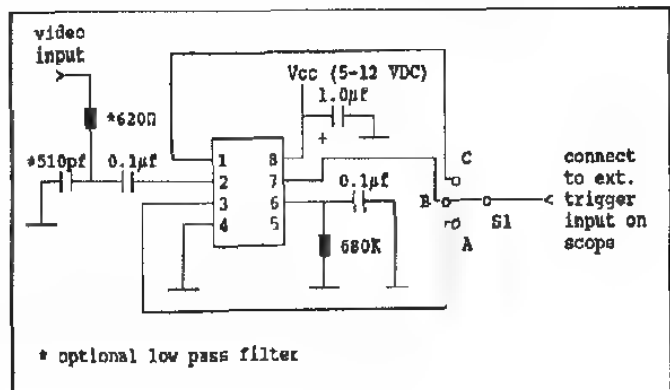 video
input
Vcc (5-12 VDC)
1.0µf
*620Ω
+
*510pf
0.1µf
1
2
3
4
8
7
6
5
0.1µf
680K
C
B
A
S1
connect
to ext.
trigger
input on
scope
* optional low pass filter